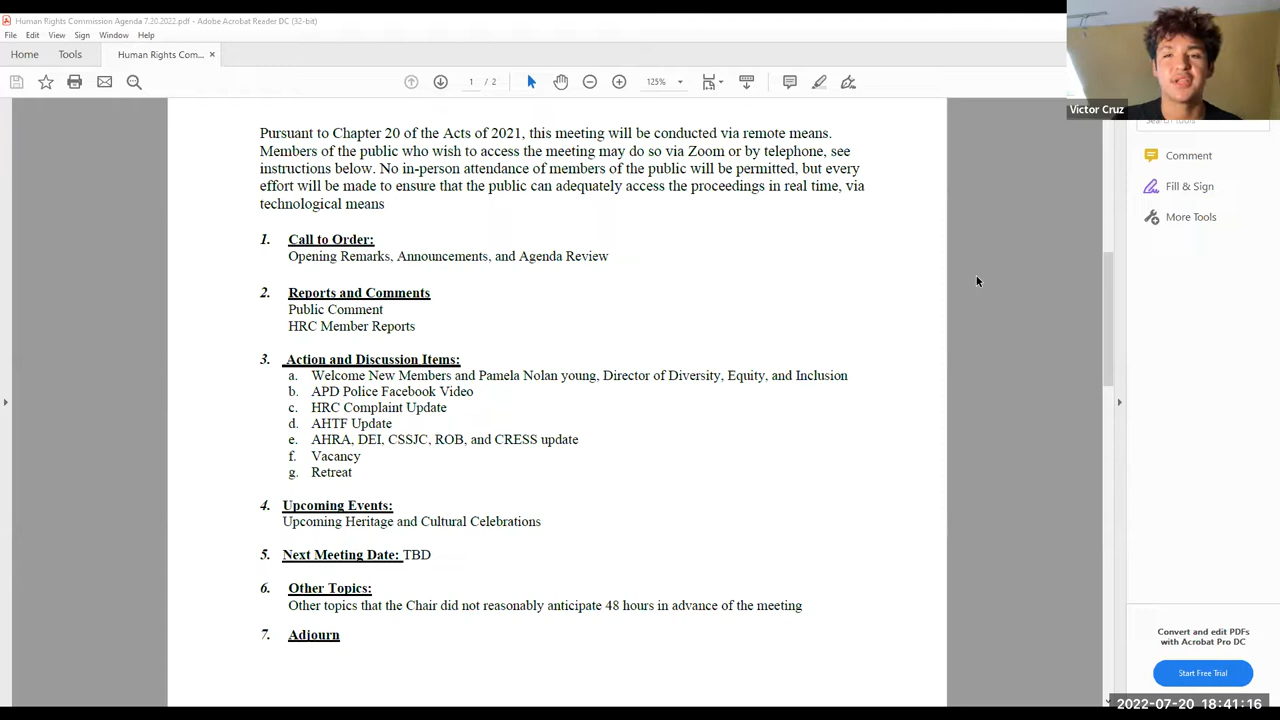 Human Rights Commission Agenda 7.20.2022.pdf - Adobe Acrobat Reader DC (32-bit)
File Edit View Sign Window Help
Home Tools Human Rights Com... ×
1 / 2 125%
Victor Cruz
Search tools
Comment
Fill & Sign
More Tools
Pursuant to Chapter 20 of the Acts of 2021, this meeting will be conducted via remote means.
Members of the public who wish to access the meeting may do so via Zoom or by telephone, see
instructions below. No in-person attendance of members of the public will be permitted, but every
effort will be made to ensure that the public can adequately access the proceedings in real time, via
technological means
1. Call to Order:
Opening Remarks, Announcements, and Agenda Review
2. Reports and Comments
Public Comment
HRC Member Reports
3. Action and Discussion Items:
a. Welcome New Members and Pamela Nolan young, Director of Diversity, Equity, and Inclusion
b. APD Police Facebook Video
c. HRC Complaint Update
d. AHTF Update
e. AHRA, DEI, CSSJC, ROB, and CRESS update
f. Vacancy
g. Retreat
4. Upcoming Events:
Upcoming Heritage and Cultural Celebrations
5. Next Meeting Date: TBD
6. Other Topics:
Other topics that the Chair did not reasonably anticipate 48 hours in advance of the meeting
7. Adjourn
Convert and edit PDFs
with Acrobat Pro DC
Start Free Trial
2022-07-20 18:41:16